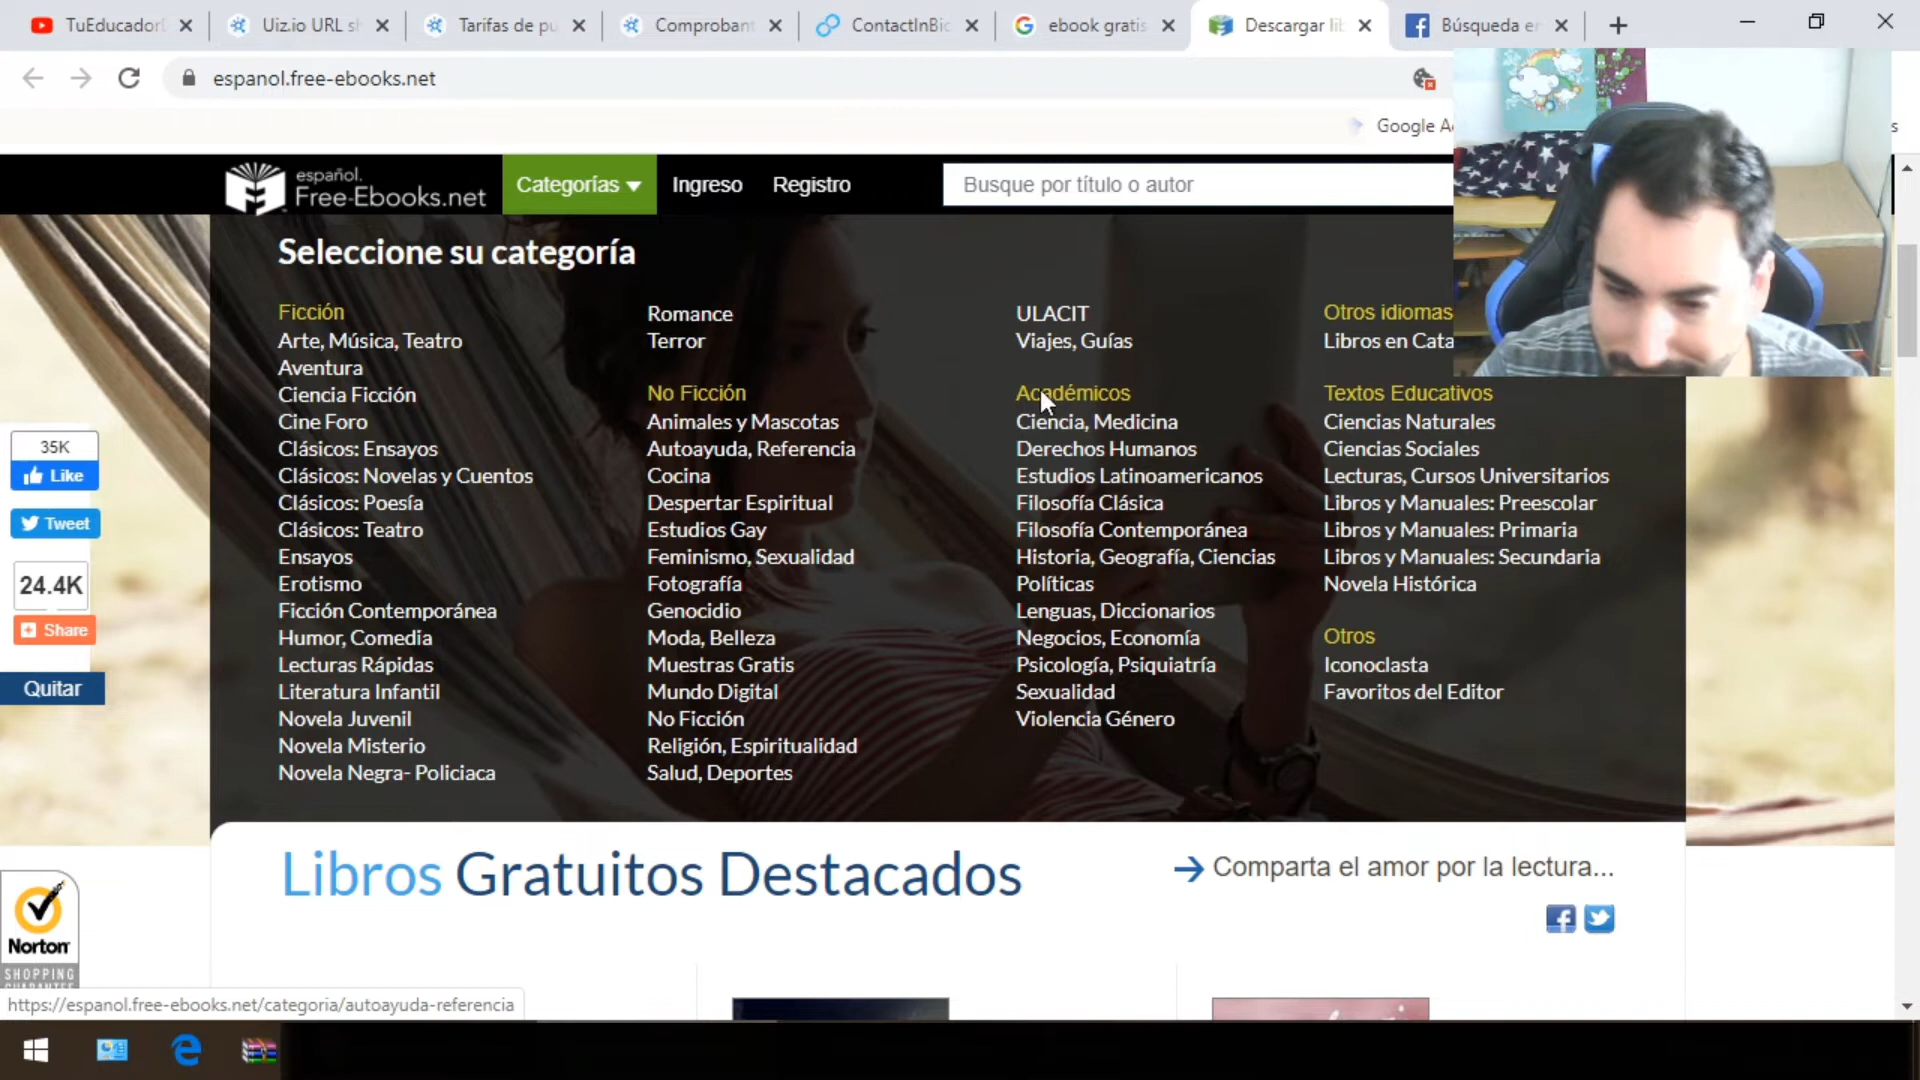 TuEducador
Uiz.io URL sh
Tarifas de pu
Comproban
ContactInBi
ebook gratis
Descargar lib
Búsqueda en
espanol.free-ebooks.net
Google A
s
español.
Free-Ebooks.net
Categorías
Ingreso
Registro
Busque por título o autor
Seleccione su categoría
Ficción
Arte, Música, Teatro
Aventura
Ciencia Ficción
Cine Foro
Clásicos: Ensayos
Clásicos: Novelas y Cuentos
Clásicos: Poesía
Clásicos: Teatro
Ensayos
Erotismo
Ficción Contemporánea
Humor, Comedia
Lecturas Rápidas
Literatura Infantil
Novela Juvenil
Novela Misterio
Novela Negra- Policiaca
Romance
Terror
No Ficción
Animales y Mascotas
Autoayuda, Referencia
Cocina
Despertar Espiritual
Estudios Gay
Feminismo, Sexualidad
Fotografía
Genocidio
Moda, Belleza
Muestras Gratis
Mundo Digital
No Ficción
Religión, Espiritualidad
Salud, Deportes
ULACIT
Viajes, Guías
Académicos
Ciencia, Medicina
Derechos Humanos
Estudios Latinoamericanos
Filosofía Clásica
Filosofía Contemporánea
Historia, Geografía, Ciencias
Políticas
Lenguas, Diccionarios
Negocios, Economía
Psicología, Psiquiatría
Sexualidad
Violencia Género
Otros idiomas
Libros en Cata
Textos Educativos
Ciencias Naturales
Ciencias Sociales
Lecturas, Cursos Universitarios
Libros y Manuales: Preescolar
Libros y Manuales: Primaria
Libros y Manuales: Secundaria
Novela Histórica
Otros
Iconoclasta
Favoritos del Editor
35K
Like
Tweet
24.4K
Share
Quitar
Libros Gratuitos Destacados
Comparta el amor por la lectura...
Norton
SHOPPING
GUARANTEE
https://espanol.free-ebooks.net/categoria/autoayuda-referencia